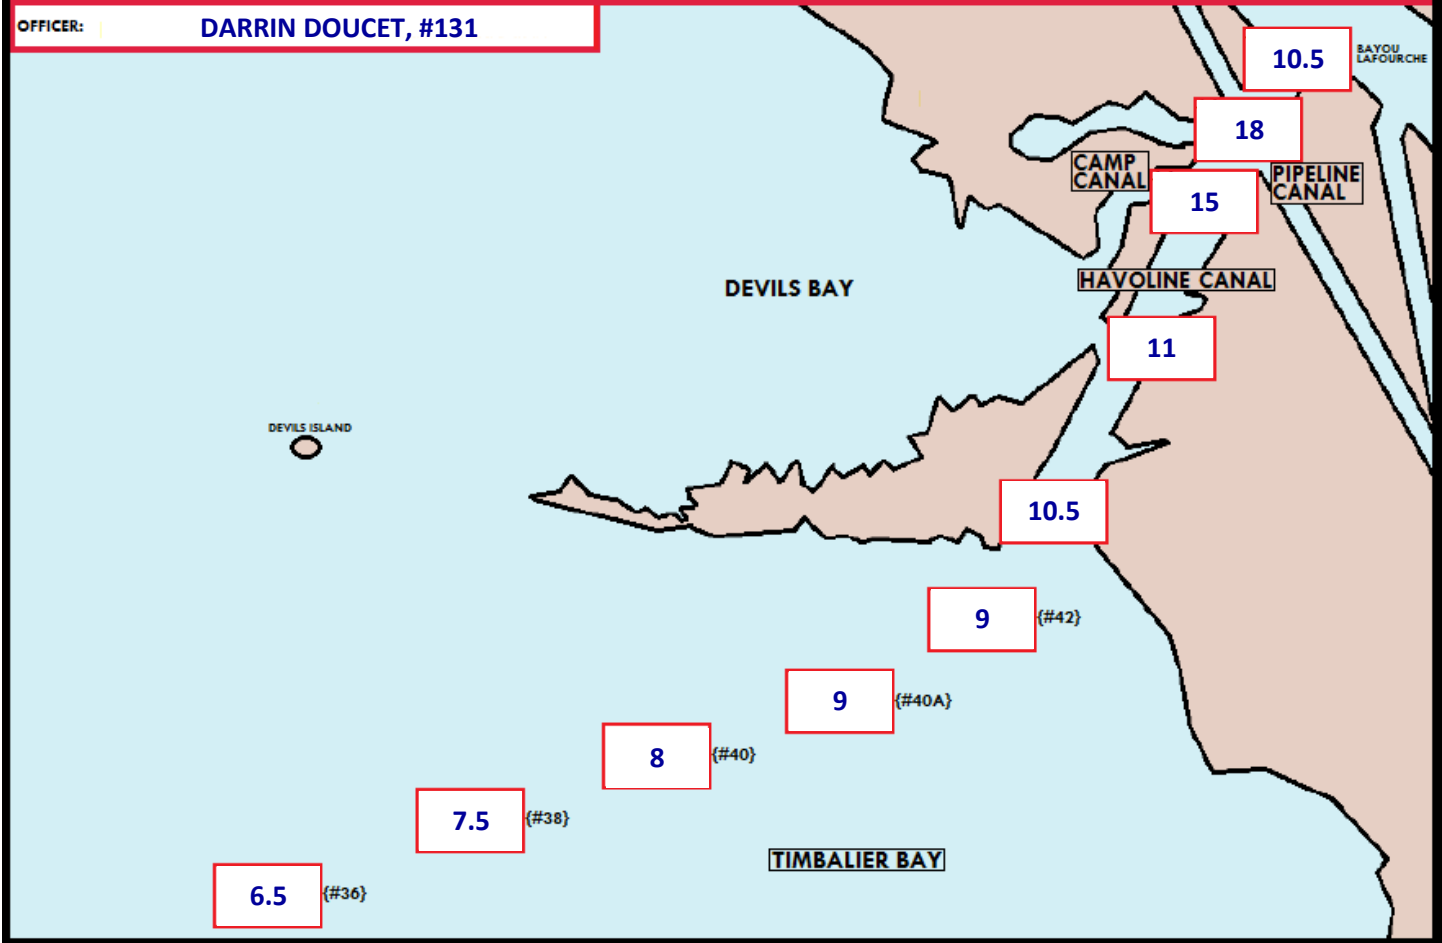 OFFICER: DARRIN DOUCET, #131
10.5
BAYOU
LAFOURCHE
18
CAMP
CANAL
PIPELINE
CANAL
15
HAVOLINE CANAL
DEVILS BAY
11
DEVILS ISLAND
10.5
9 {#42}
9 {#40A}
8 {#40}
7.5 {#38}
TIMBALIER BAY
6.5 {#36}